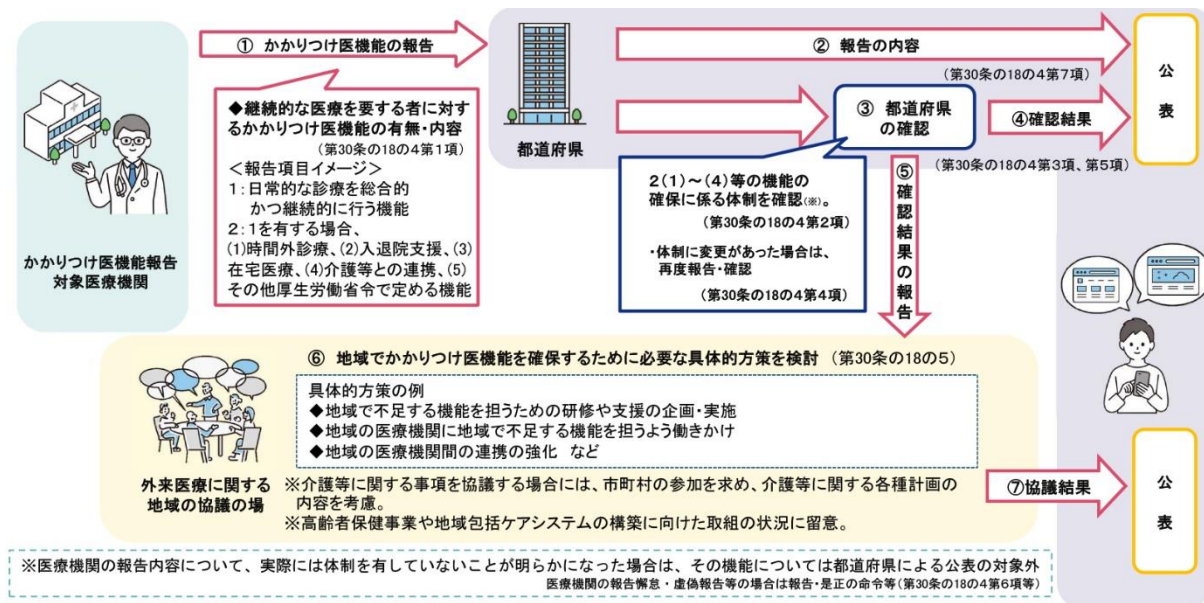 ① かかりつけ医機能の報告
◆継続的な医療を要する者に対す
るかかりつけ医機能の有無・内容
(第30条の18の4第1項)
<報告項目イメージ>
1:日常的な診療を総合的
かつ継続的に行う機能
2:1を有する場合、
(1)時間外診療、(2)入退院支援、(3)
在宅医療、(4)介護等との連携、(5)
その他厚生労働省令で定める機能
かかりつけ医機能報告
対象医療機関
都道府県
② 報告の内容
(第30条の18の4第7項)
③ 都道府県
の確認
④確認結果
(第30条の18の4第3項、第5項)
公
表
2(1)～(4)等の機能の
確保に係る体制を確認(※)。
(第30条の18の4第2項)
・体制に変更があった場合は、
再度報告・確認
(第30条の18の4第4項)
⑤確認結果の報告
⑥ 地域でかかりつけ医機能を確保するために必要な具体的方策を検討 (第30条の18の5)
具体的方策の例
◆地域で不足する機能を担うための研修や支援の企画・実施
◆地域の医療機関に地域で不足する機能を担うよう働きかけ
◆地域の医療機関間の連携の強化 など
外来医療に関する
地域の協議の場
※介護等に関する事項を協議する場合には、市町村の参加を求め、介護等に関する各種計画の
内容を考慮。
※高齢者保健事業や地域包括ケアシステムの構築に向けた取組の状況に留意。
⑦協議結果
公
表
※医療機関の報告内容について、実際には体制を有していないことが明らかになった場合は、その機能については都道府県による公表の対象外
医療機関の報告懈怠・虚偽報告等の場合は報告・是正の命令等(第30条の18の4第6項等)